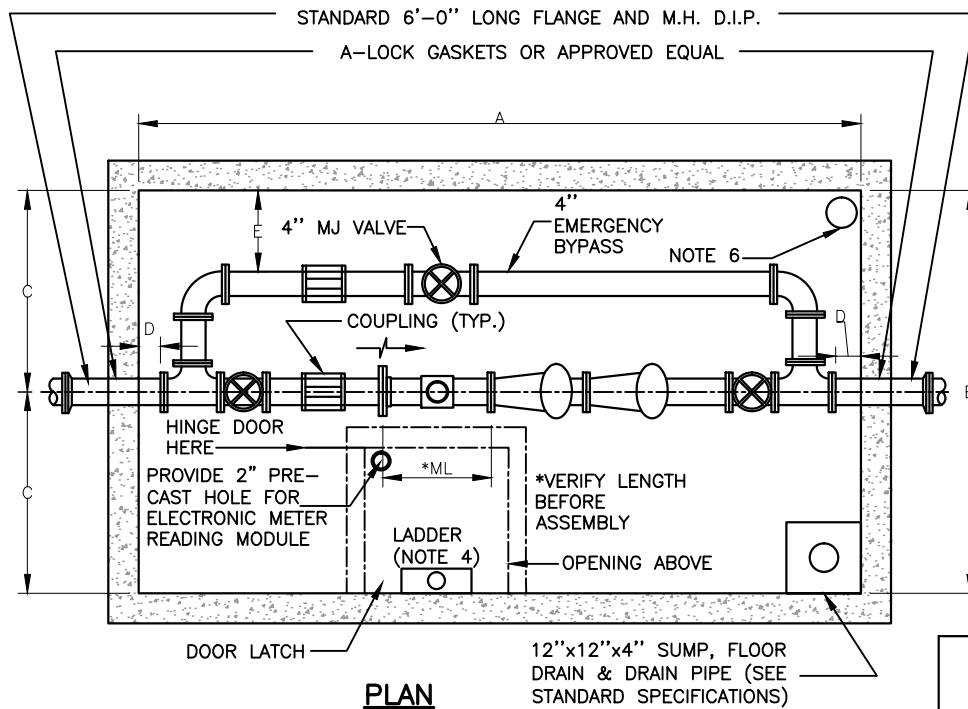 STANDARD 6'-0'' LONG FLANGE AND M.H. D.I.P.
A-LOCK GASKETS OR APPROVED EQUAL
A
C
E
4'' MJ VALVE
4''
EMERGENCY
BYPASS
NOTE 6
D
COUPLING (TYP.)
D
HINGE DOOR
HERE
PROVIDE 2'' PRE-
CAST HOLE FOR
ELECTRONIC METER
READING MODULE
*ML
*VERIFY LENGTH
BEFORE
ASSEMBLY
C
LADDER
(NOTE 4)
OPENING ABOVE
DOOR LATCH
12''x12''x4'' SUMP, FLOOR
DRAIN & DRAIN PIPE (SEE
STANDARD SPECIFICATIONS)
PLAN